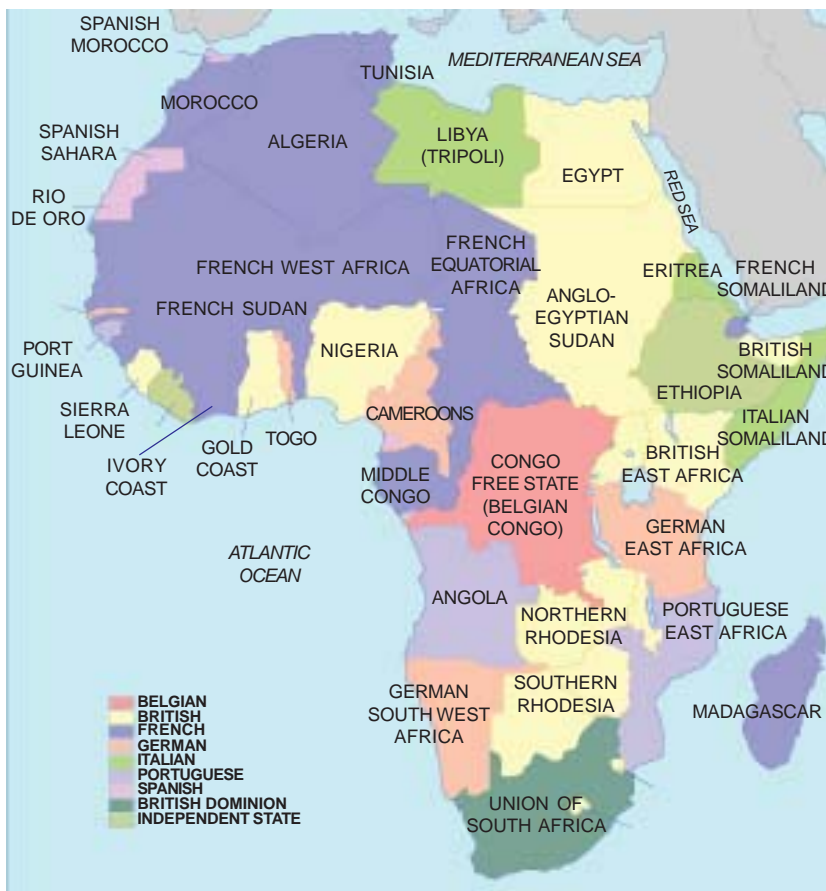 SPANISH
MOROCCO
MEDITERRANEAN SEA
TUNISIA
MOROCCO
ALGERIA
LIBYA
(TRIPOLI)
SPANISH
SAHARA
EGYPT
RED SEA
RIO
DE ORO
FRENCH WEST AFRICA
FRENCH
EQUATORIAL
AFRICA
ERITREA
FRENCH
SOMALILAND
FRENCH SUDAN
ANGLO-
EGYPTIAN
SUDAN
PORT
GUINEA
NIGERIA
BRITISH
SOMALILAND
ETHIOPIA
SIERRA
LEONE
CAMEROONS
ITALIAN
SOMALILAND
IVORY
COAST
GOLD
COAST
TOGO
MIDDLE
CONGO
CONGO
FREE STATE
(BELGIAN
CONGO)
BRITISH
EAST AFRICA
GERMAN
EAST AFRICA
ATLANTIC
OCEAN
ANGOLA
NORTHERN
RHODESIA
PORTUGUESE
EAST AFRICA
GERMAN
SOUTH WEST
AFRICA
SOUTHERN
RHODESIA
MADAGASCAR
UNION OF
SOUTH AFRICA
BELGIAN
BRITISH
FRENCH
GERMAN
ITALIAN
PORTUGUESE
SPANISH
BRITISH DOMINION
INDEPENDENT STATE